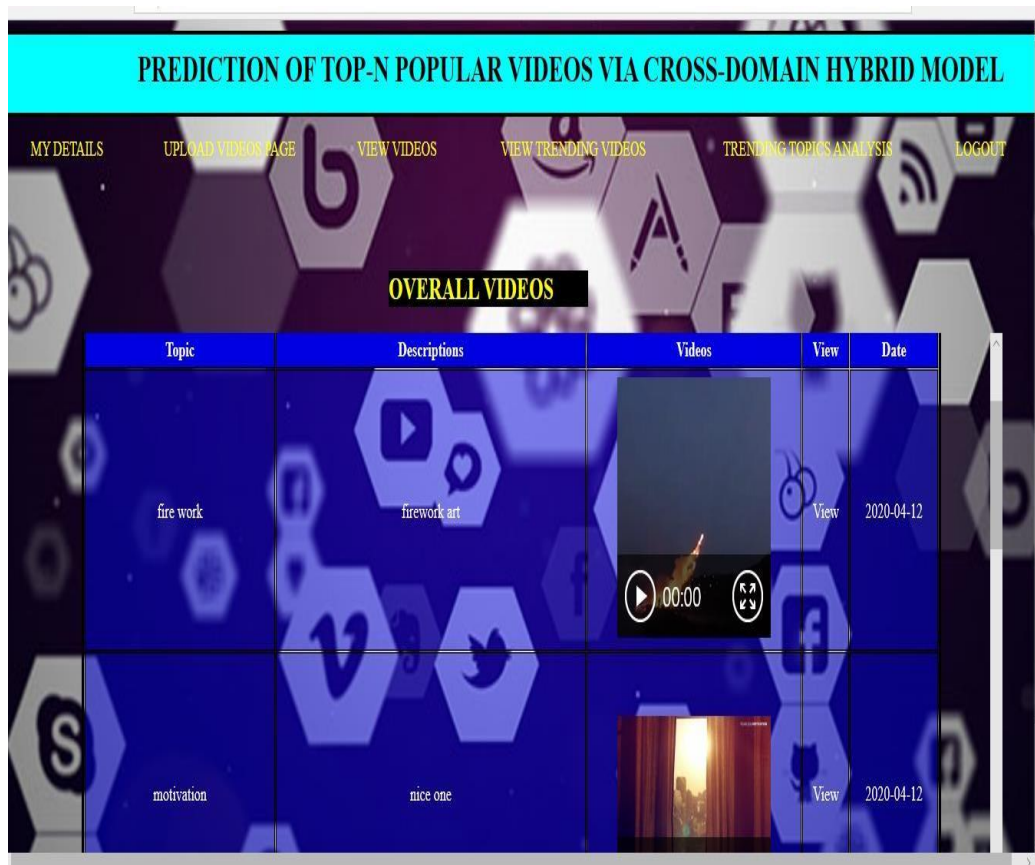 PREDICTION OF TOP-N POPULAR VIDEOS VIA CROSS-DOMAIN HYBRID MODEL
MY DETAILS UPLOAD VIDEOS PAGE VIEW VIDEOS VIEW TRENDING VIDEOS TRENDING TOPICS ANALYSIS LOGOUT
OVERALL VIDEOS
Topic Descriptions Videos View Date
fire work firework art View 2020-04-12
00:00
motivation nice one View 2020-04-12